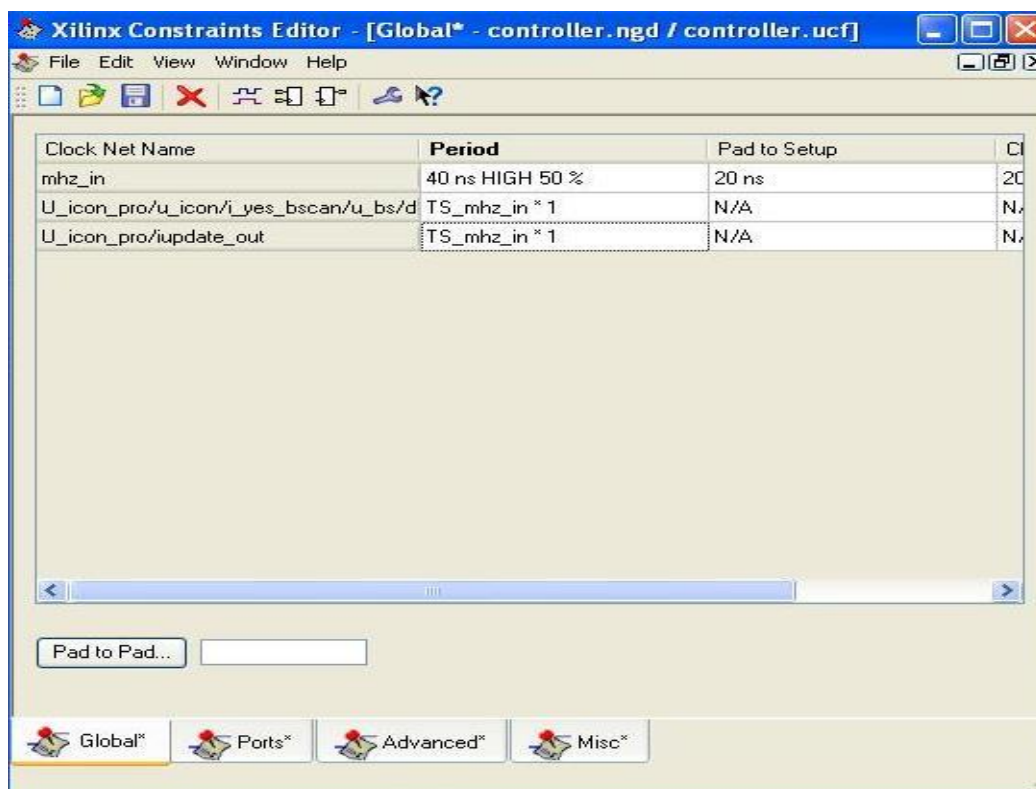 Xilinx Constraints Editor - [Global* - controller.ngd / controller.ucf]
File Edit View Window Help
Clock Net Name Period Pad to Setup Cl
mhz_in 40 ns HIGH 50 % 20 ns 20
U_icon_pro/u_icon/i_yes_bscan/u_bs/d TS_mhz_in * 1 N/A N/
U_icon_pro/iupdate_out TS_mhz_in * 1 N/A N/
Pad to Pad...
Global* Ports* Advanced* Misc*